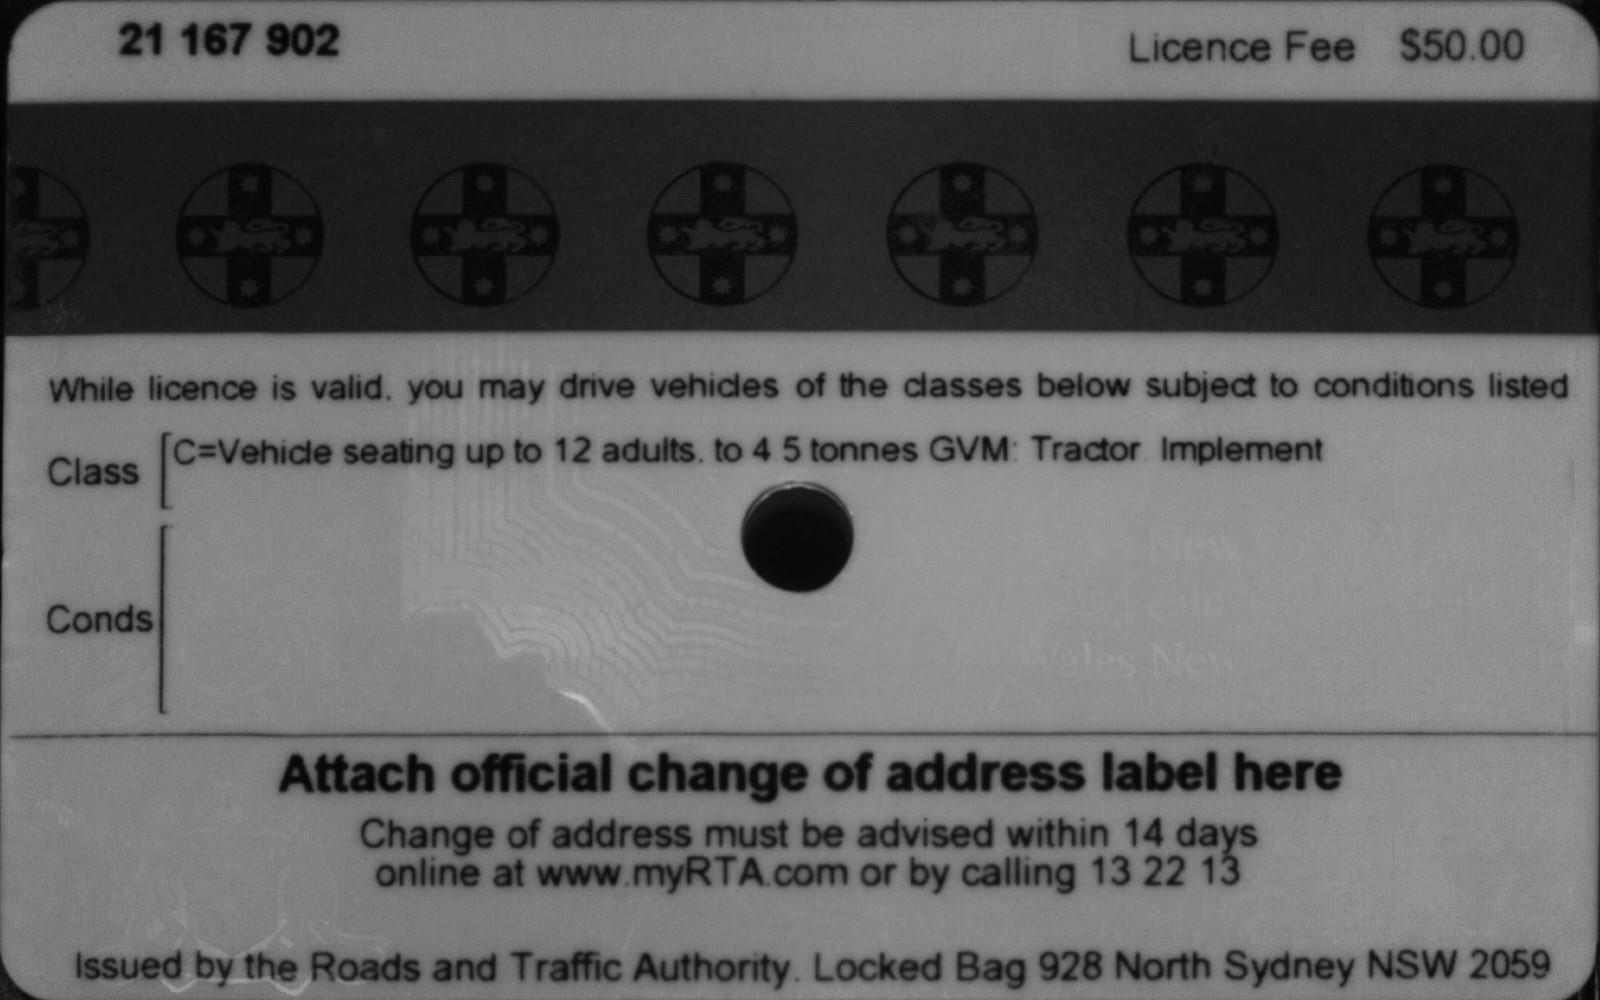 21 167 902
Licence Fee $50.00
While licence is valid, you may drive vehicles of the classes below subject to conditions listed
Class
C=Vehicle seating up to 12 adults, to 4.5 tonnes GVM; Tractor Implement
New
Wales New
Conds
Attach official change of address label here
Change of address must be advised within 14 days
online at www.myRTA.com or by calling 13 22 13
Issued by the Roads and Traffic Authority. Locked Bag 928 North Sydney NSW 2059